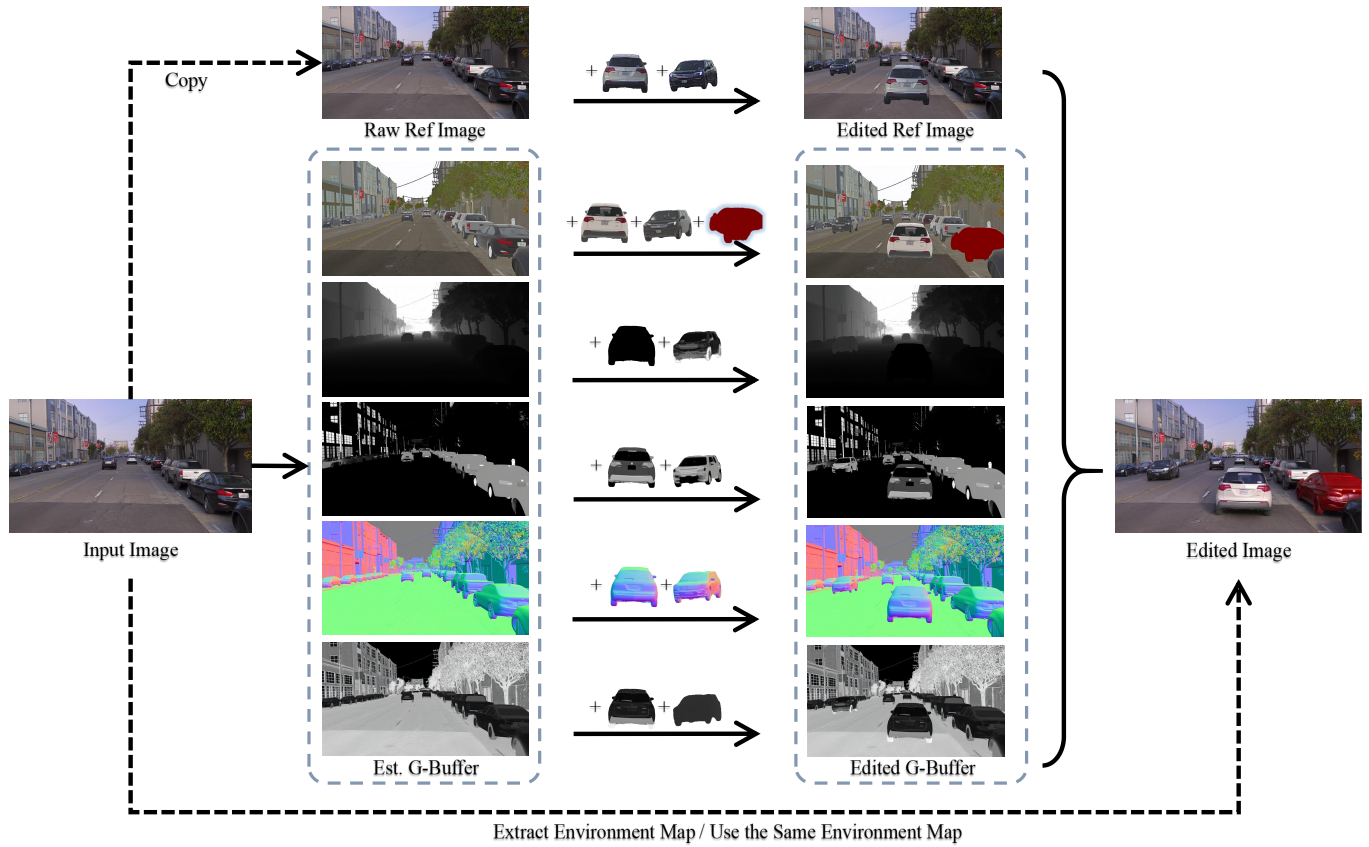 Copy
Raw Ref Image
+ +
Edited Ref Image
+ + +
+ +
+ +
Input Image
Edited Image
+ +
+ +
Est. G-Buffer
Edited G-Buffer
Extract Environment Map / Use the Same Environment Map